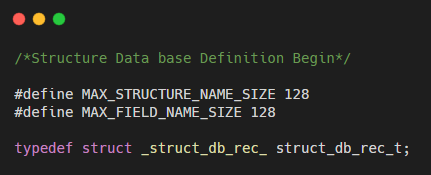 /*Structure Data base Definition Begin*/
#define MAX_STRUCTURE_NAME_SIZE 128
#define MAX_FIELD_NAME_SIZE 128
typedef struct _struct_db_rec_ struct_db_rec_t;